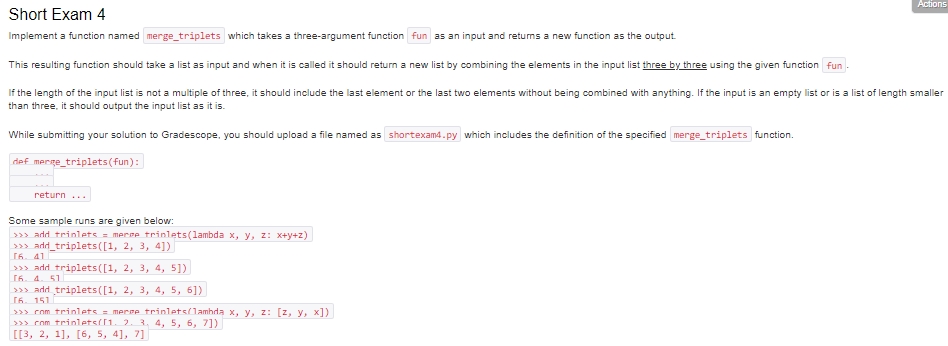 Actions
Short Exam 4
Implement a function named merge_triplets which takes a three-argument function fun as an input and returns a new function as the output.
This resulting function should take a list as input and when it is called it should return a new list by combining the elements in the input list three by three using the given function fun.
If the length of the input list is not a multiple of three, it should include the last element or the last two elements without being combined with anything. If the input is an empty list or is a list of length smaller
than three, it should output the input list as it is.
While submitting your solution to Gradescope, you should upload a file named as shortexam4.py which includes the definition of the specified merge_triplets function.
def merge_triplets(fun):
...
...
return ...
Some sample runs are given below:
>>> add_triplets = merge_triplets(lambda x, y, z: x+y+z)
>>> add_triplets([1, 2, 3, 4])
[6, 4]
>>> add_triplets([1, 2, 3, 4, 5])
[6, 4, 5]
>>> add_triplets([1, 2, 3, 4, 5, 6])
[6, 15]
>>> com_triplets = merge_triplets(lambda x, y, z: [z, y, x])
>>> com_triplets([1, 2, 3, 4, 5, 6, 7])
[[3, 2, 1], [6, 5, 4], 7]